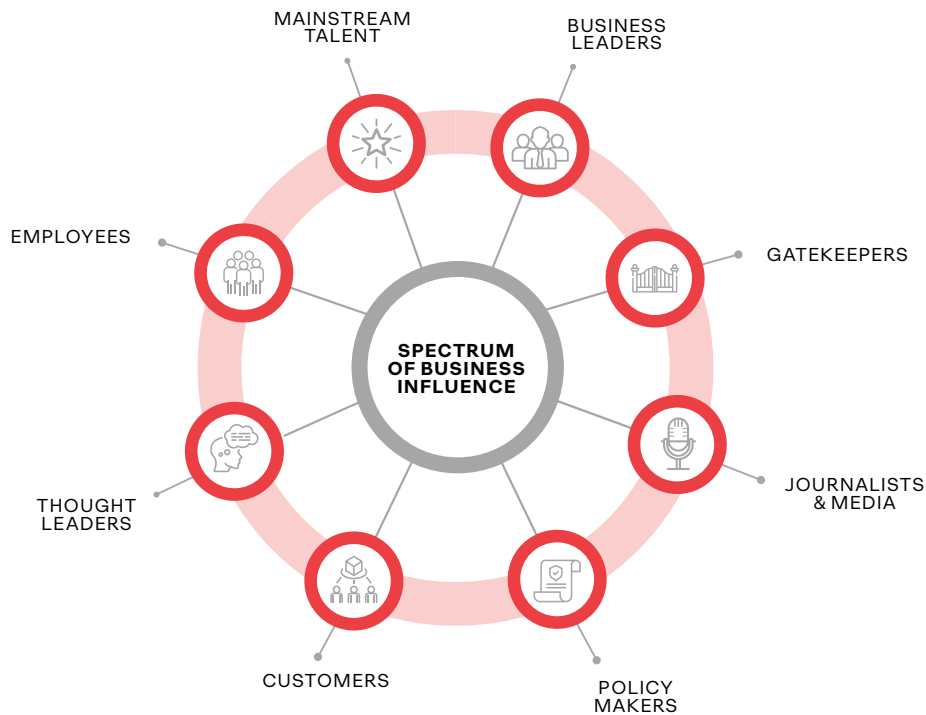 MAINSTREAM
TALENT
BUSINESS
LEADERS
EMPLOYEES
GATEKEEPERS
SPECTRUM
OF BUSINESS
INFLUENCE
THOUGHT
LEADERS
JOURNALISTS
& MEDIA
CUSTOMERS
POLICY
MAKERS